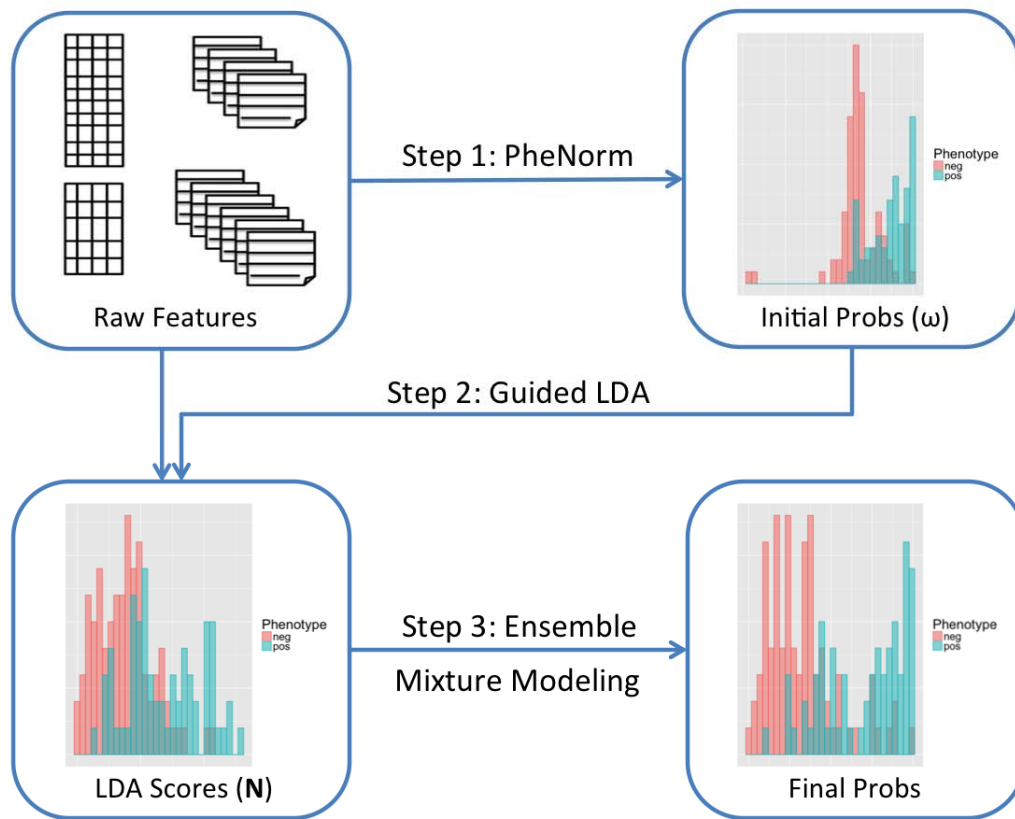 Raw Features
Step 1: PheNorm
Phenotype
neg
pos
Initial Probs (ω)
Step 2: Guided LDA
Phenotype
neg
pos
LDA Scores (N)
Step 3: Ensemble
Mixture Modeling
Phenotype
neg
pos
Final Probs